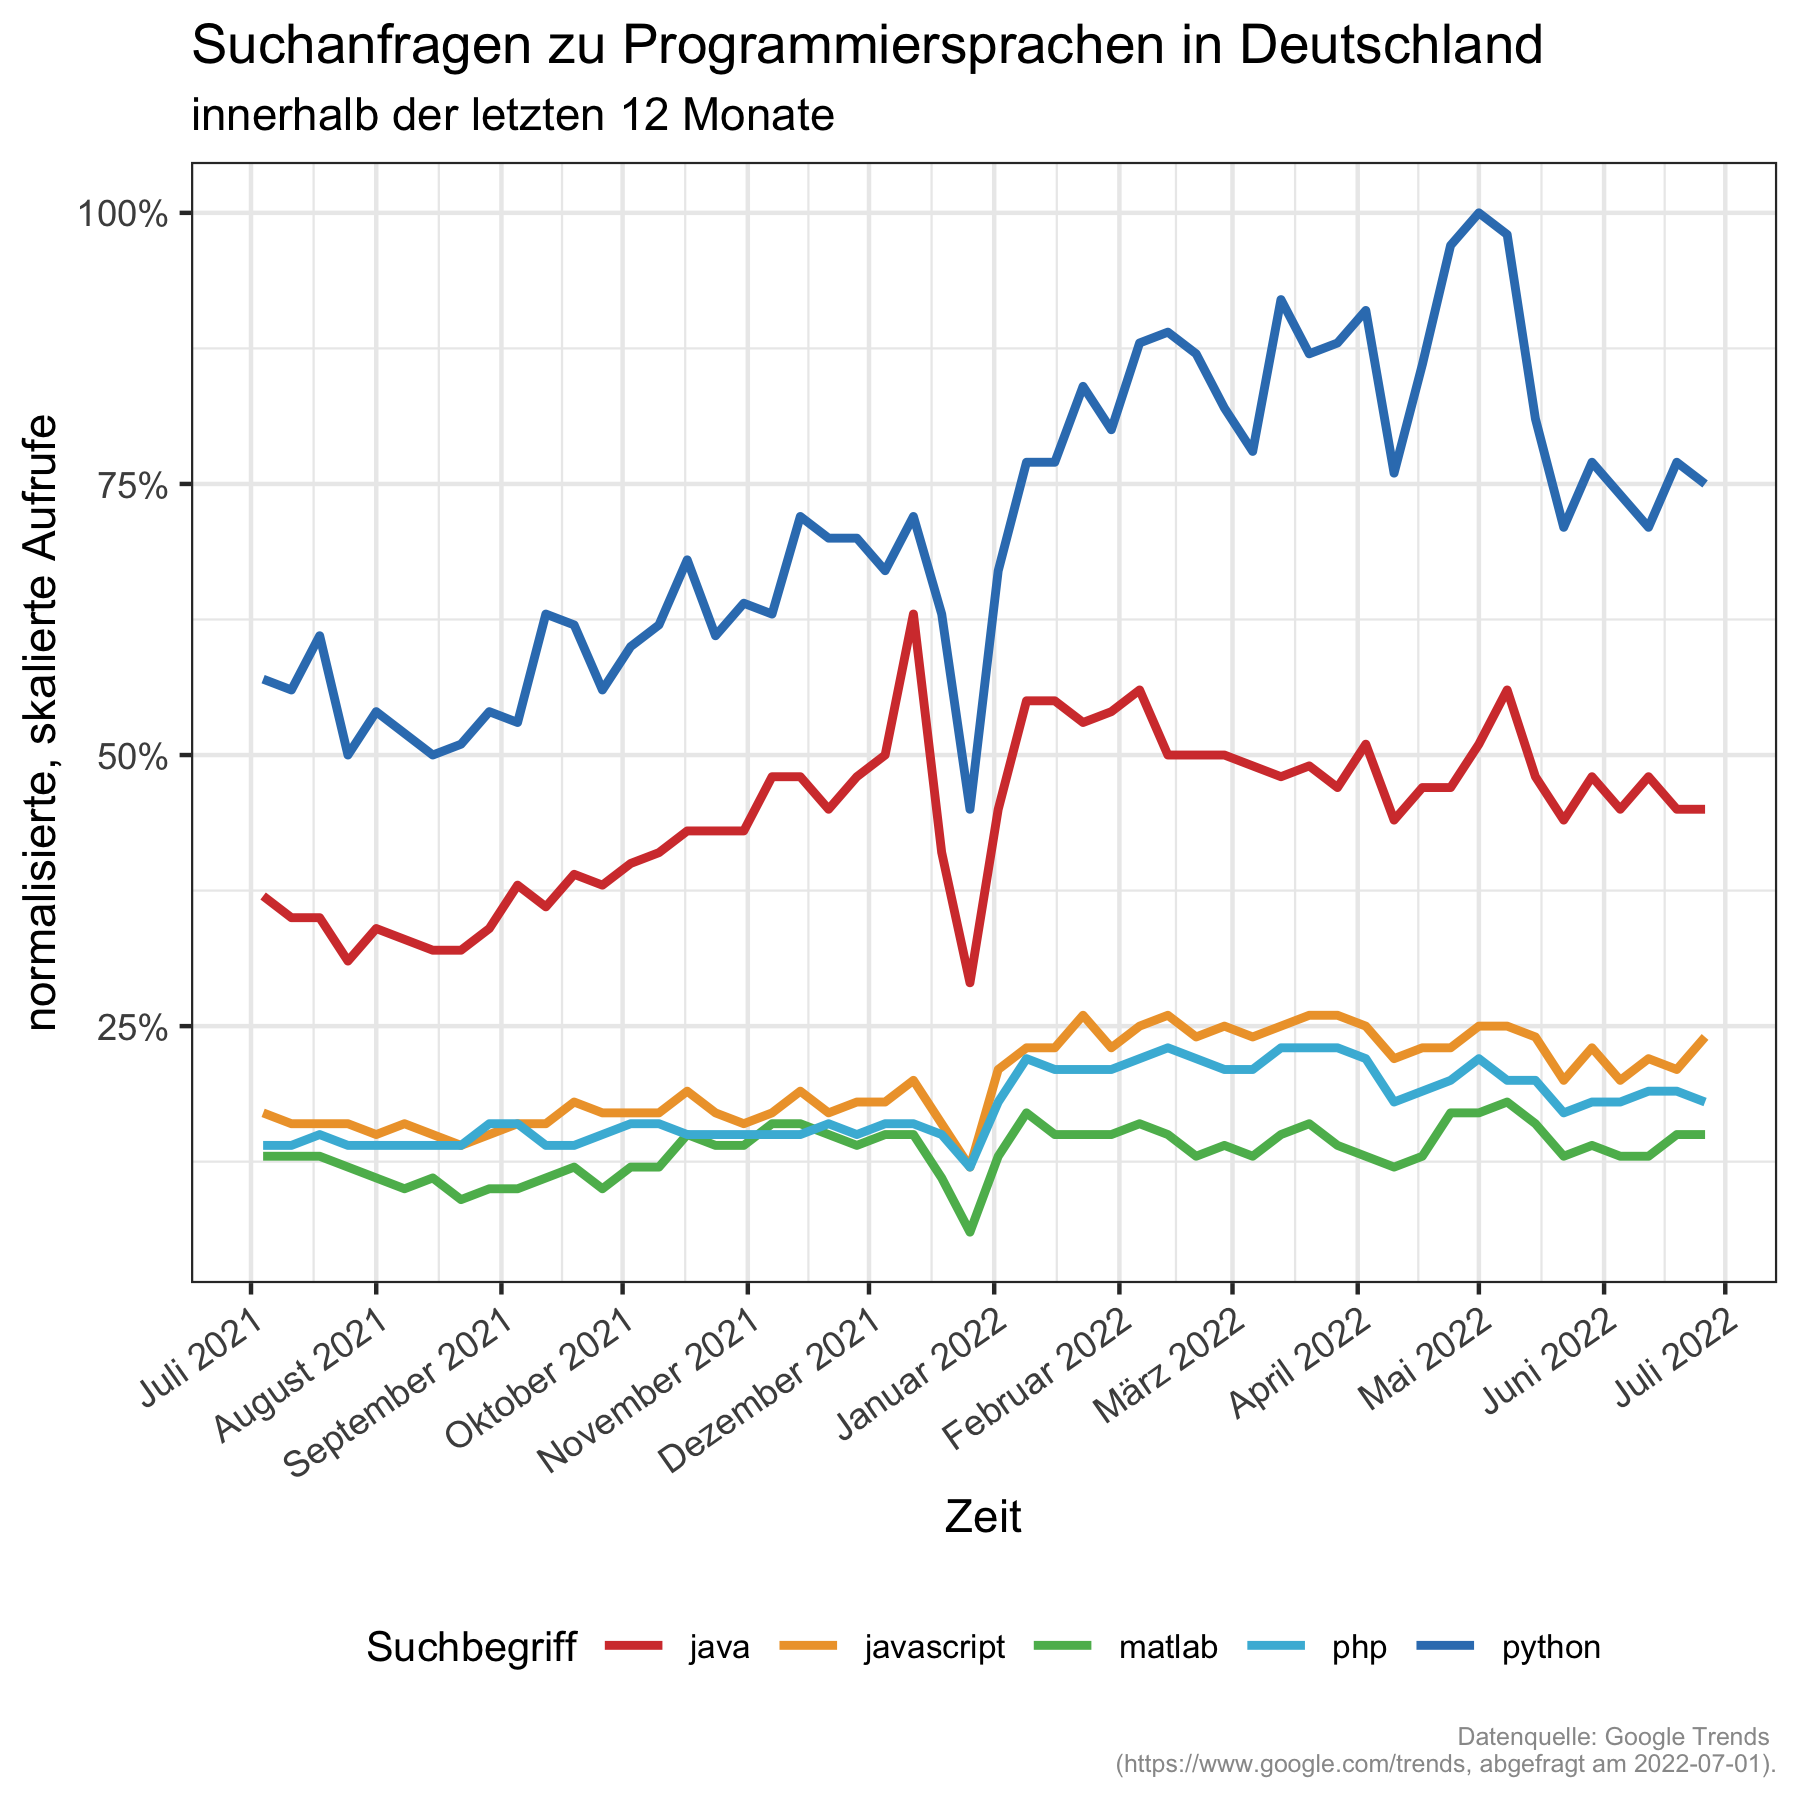 Suchanfragen zu Programmiersprachen in Deutschland
innerhalb der letzten 12 Monate
normalisierte, skalierte Aufrufe
100%
75%
50%
25%
Juli 2021
August 2021
September 2021
Oktober 2021
November 2021
Dezember 2021
Januar 2022
Februar 2022
März 2022
April 2022
Mai 2022
Juni 2022
Juli 2022
Zeit
Suchbegriff java javascript matlab php python
Datenquelle: Google Trends
(https://www.google.com/trends, abgefragt am 2022-07-01).